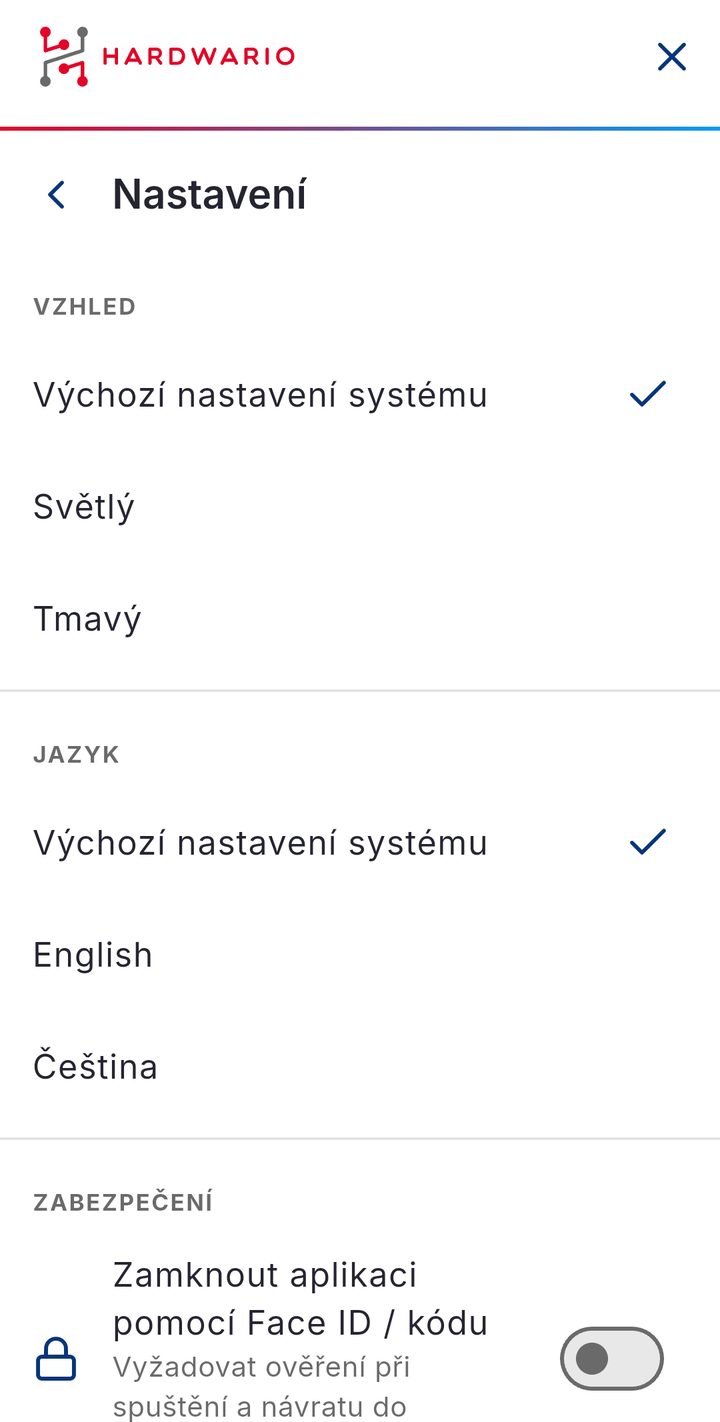 HARDWARIO
Nastavení
VZHLED
Výchozí nastavení systému
Světlý
Tmavý
JAZYK
Výchozí nastavení systému
English
Čeština
ZABEZPEČENÍ
Zamknout aplikaci
pomocí Face ID / kódu
Vyžadovat ověření při
spuštění a návratu do